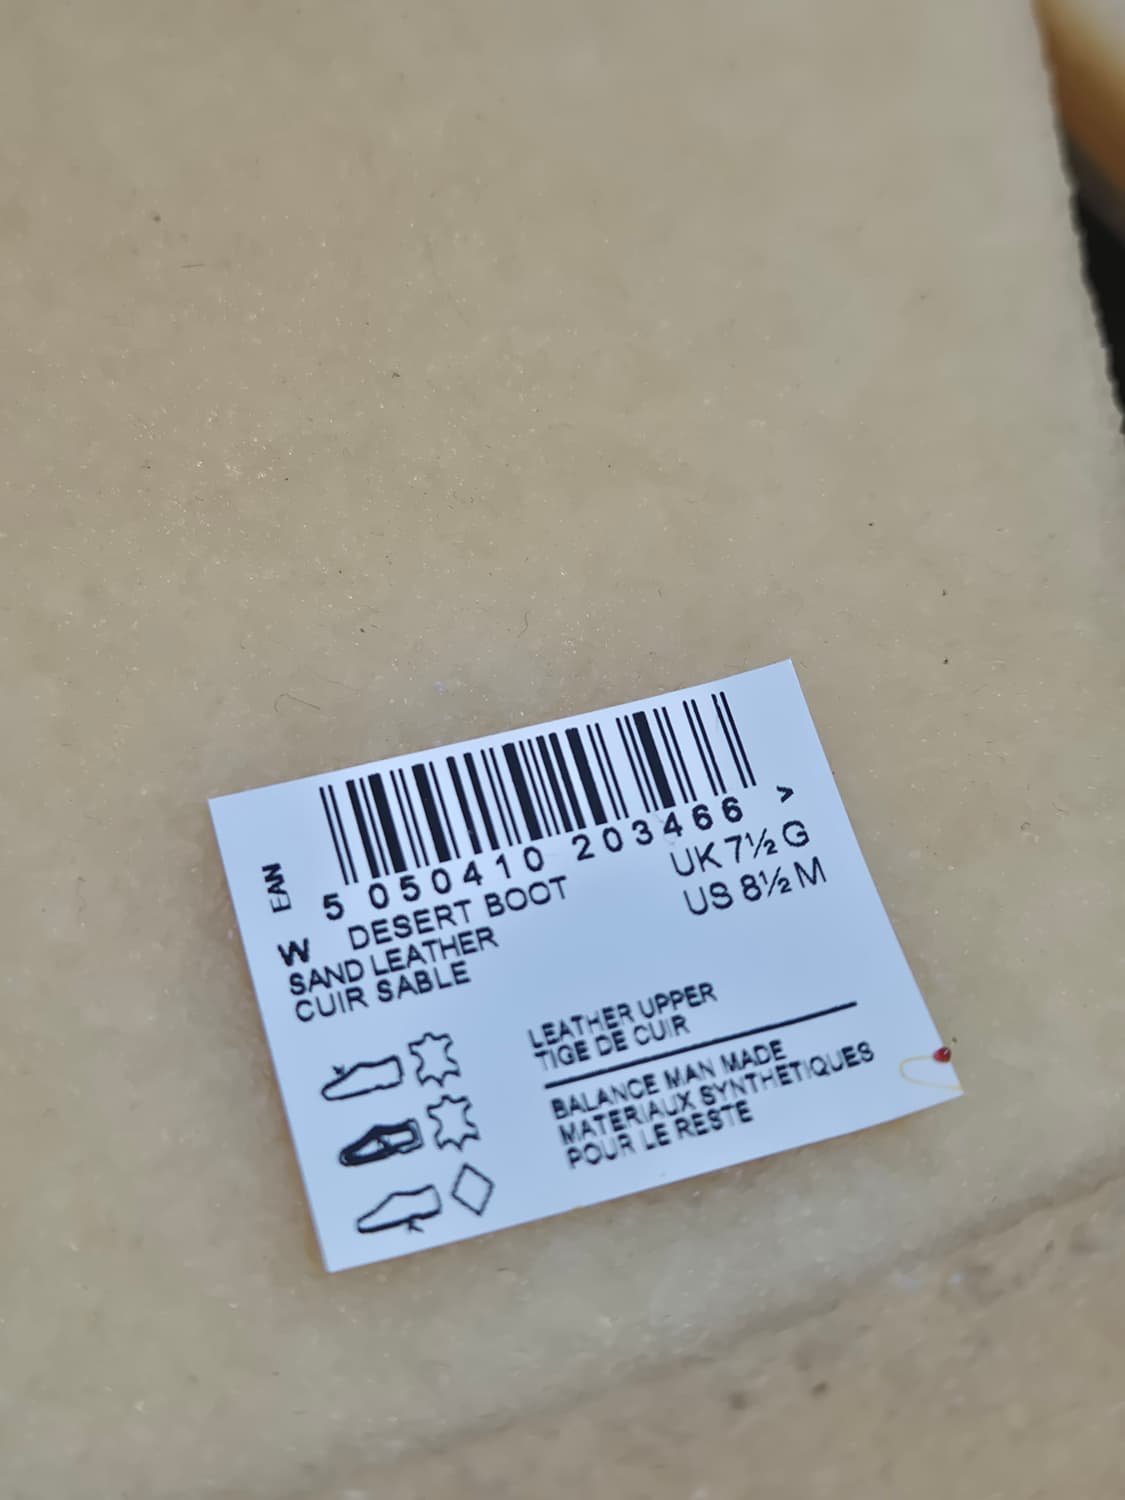 EAN
5 050410 203466 >
UK 7½ G
US 8½ M
W DESERT BOOT
SAND LEATHER
CUIR SABLE
LEATHER UPPER
TIGE DE CUIR
BALANCE MAN MADE
MATERIAUX SYNTHETIQUES
POUR LE RESTE